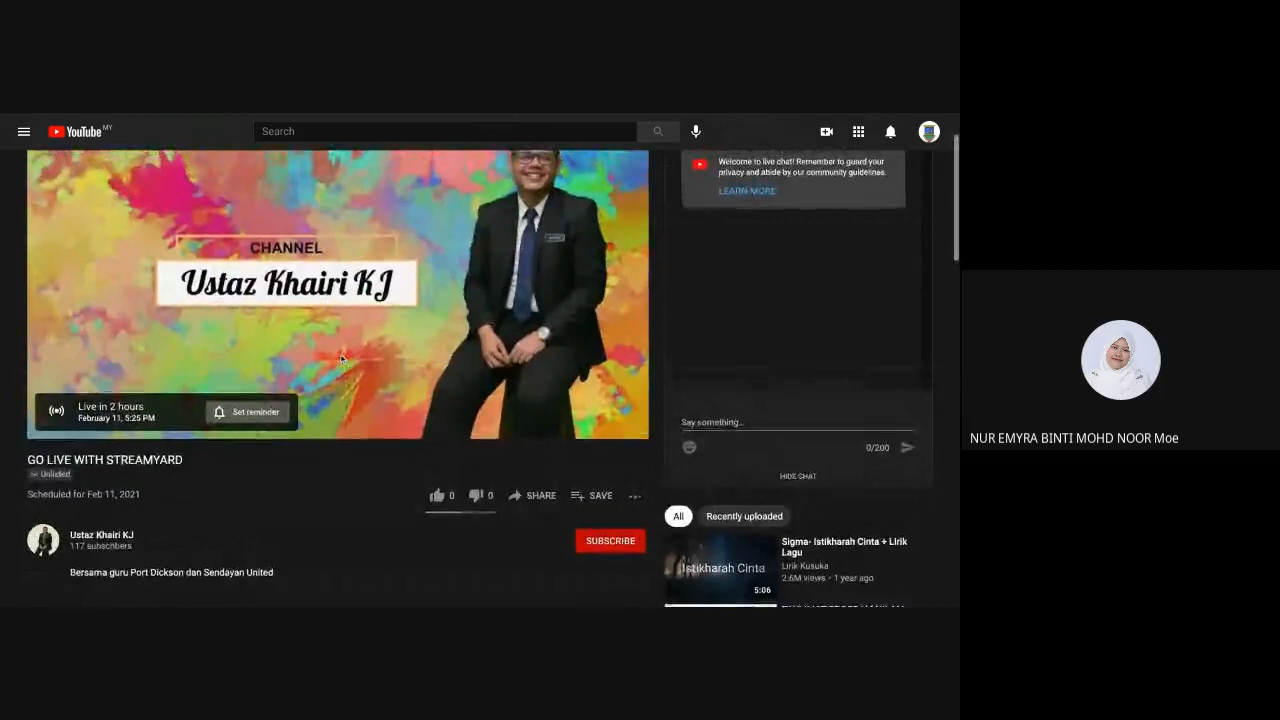 YouTube MY
Search
Welcome to live chat! Remember to guard your
privacy and abide by our community guidelines.
LEARN MORE
CHANNEL
Ustaz Khairi KJ
Live in 2 hours
February 11, 5:25 PM
Set reminder
Say something...
0/200
HIDE CHAT
GO LIVE WITH STREAMYARD
Unlisted
Scheduled for Feb 11, 2021
0
0
SHARE
SAVE
Ustaz Khairi KJ
117 subscribers
SUBSCRIBE
Bersama guru Port Dickson dan Sendayan United
All
Recently uploaded
Istikharah Cinta
5:06
Sigma- Istikharah Cinta + Lirik
Lagu
Lirik Kusuka
2.6M views • 1 year ago
NUR EMYRA BINTI MOHD NOOR Moe